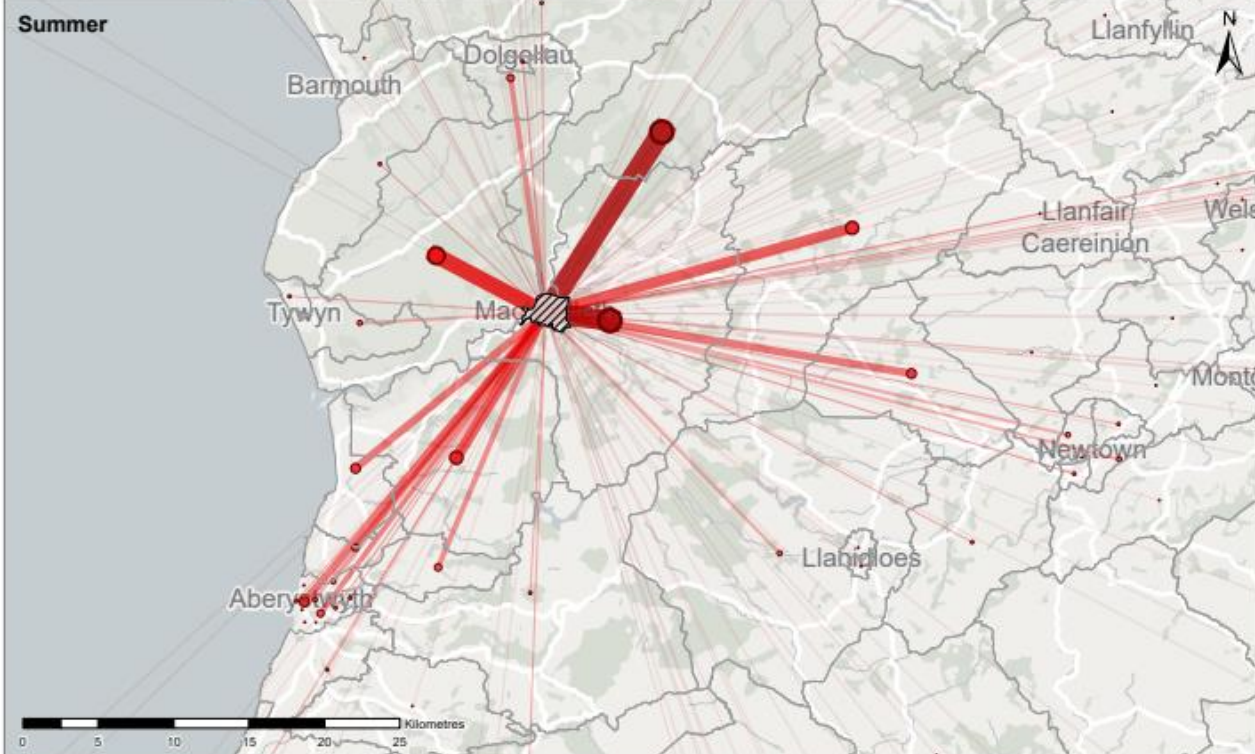 Summer
N
Llanfyllin
Dolgellau
Barmouth
Llanfair
Caereinion
Tywyn
Newtown
Llanidloes
Kilometres
0 5 10 15 20 25